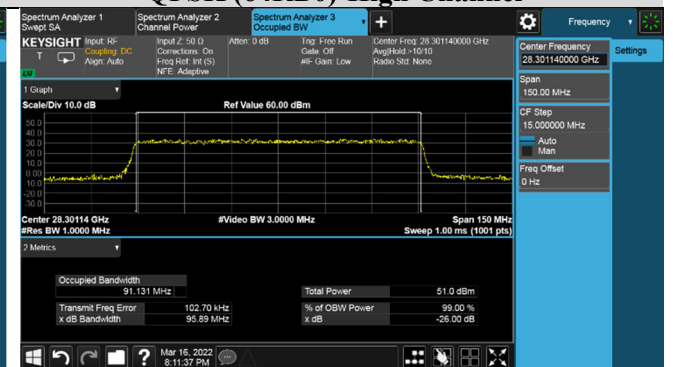 Spectrum Analyzer 1
Swept SA
Spectrum Analyzer 2
Channel Power
Spectrum Analyzer 3
Occupied BW
Frequency
KEYSIGHT
T
Input: RF
Coupling: DC
Align: Auto
Input Z: 50 Ω
Corrections: On
Freq Ref: Int (S)
NFE: Adaptive
Atten: 0 dB
Trig: Free Run
Gate: Off
#IF Gain: Low
Center Freq: 28.301140000 GHz
Avg|Hold:>10/10
Radio Std: None
Center Frequency
28.301140000 GHz
Settings
Span
150.00 MHz
CF Step
15.000000 MHz
Auto
Man
Freq Offset
0 Hz
1 Graph
Scale/Div 10.0 dB
Ref Value 60.00 dBm
50.0
40.0
30.0
20.0
10.0
0.00
-10.0
-20.0
-30.0
Center 28.30114 GHz
#Video BW 3.0000 MHz
Span 150 MHz
#Res BW 1.0000 MHz
Sweep 1.00 ms (1001 pts)
2 Metrics
Occupied Bandwidth
91.131 MHz
Total Power
51.0 dBm
Transmit Freq Error
102.70 kHz
% of OBW Power
99.00 %
x dB Bandwidth
95.89 MHz
x dB
-26.00 dB
?
Mar 16, 2022
8:11:37 PM